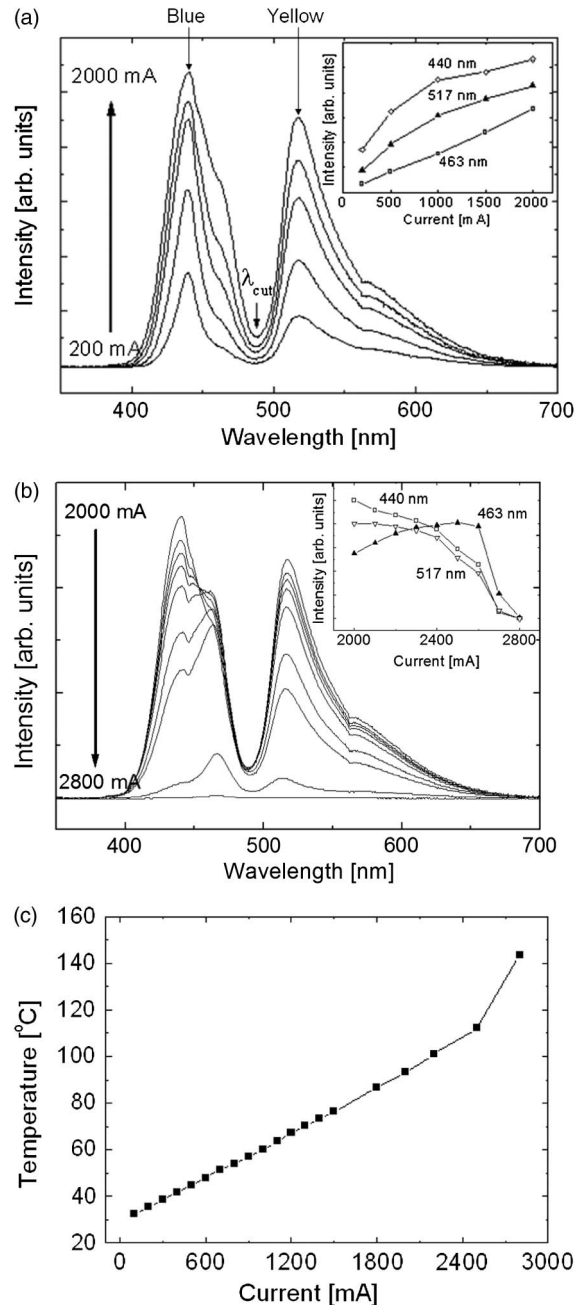 (a)
Blue
Yellow
2000 mA
200 mA
λcut
440 nm
517 nm
463 nm
500
1000
1500
2000
Current [m A]
Intensity [arb. units]
Intensity [arb. units]
400
500
600
700
Wavelength [nm]
(b)
2000 mA
2800 mA
440 nm
463 nm
517 nm
2000
2400
2800
Current [mA]
Intensity [arb. units]
Intensity [arb. units]
400
500
600
700
Wavelength [nm]
(c)
160
140
120
100
80
60
40
20
Temperature [°C]
0
600
1200
1800
2400
3000
Current [mA]